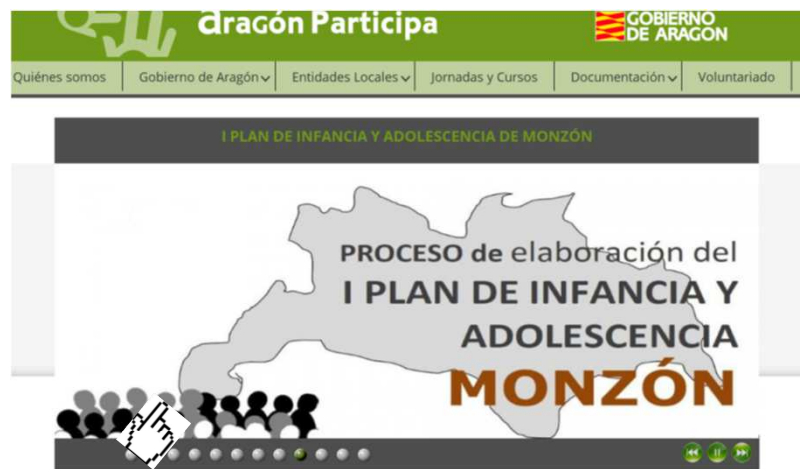 aragón Participa
GOBIERNO
DE ARAGON
Quiénes somos Gobierno de Aragón Entidades Locales Jornadas y Cursos Documentación Voluntariado
I PLAN DE INFANCIA Y ADOLESCENCIA DE MONZÓN
PROCESO de elaboración del
I PLAN DE INFANCIA Y
ADOLESCENCIA
MONZÓN